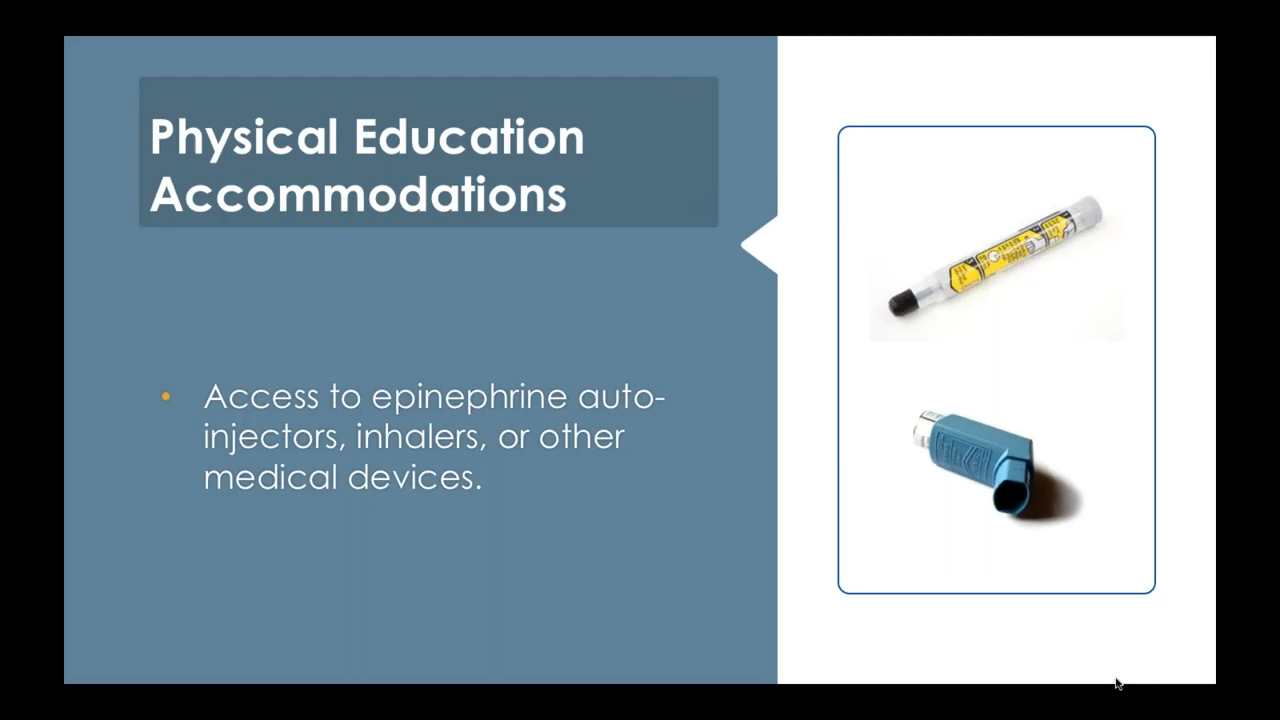 Physical Education
Accommodations
• Access to epinephrine auto-
injectors, inhalers, or other
medical devices.